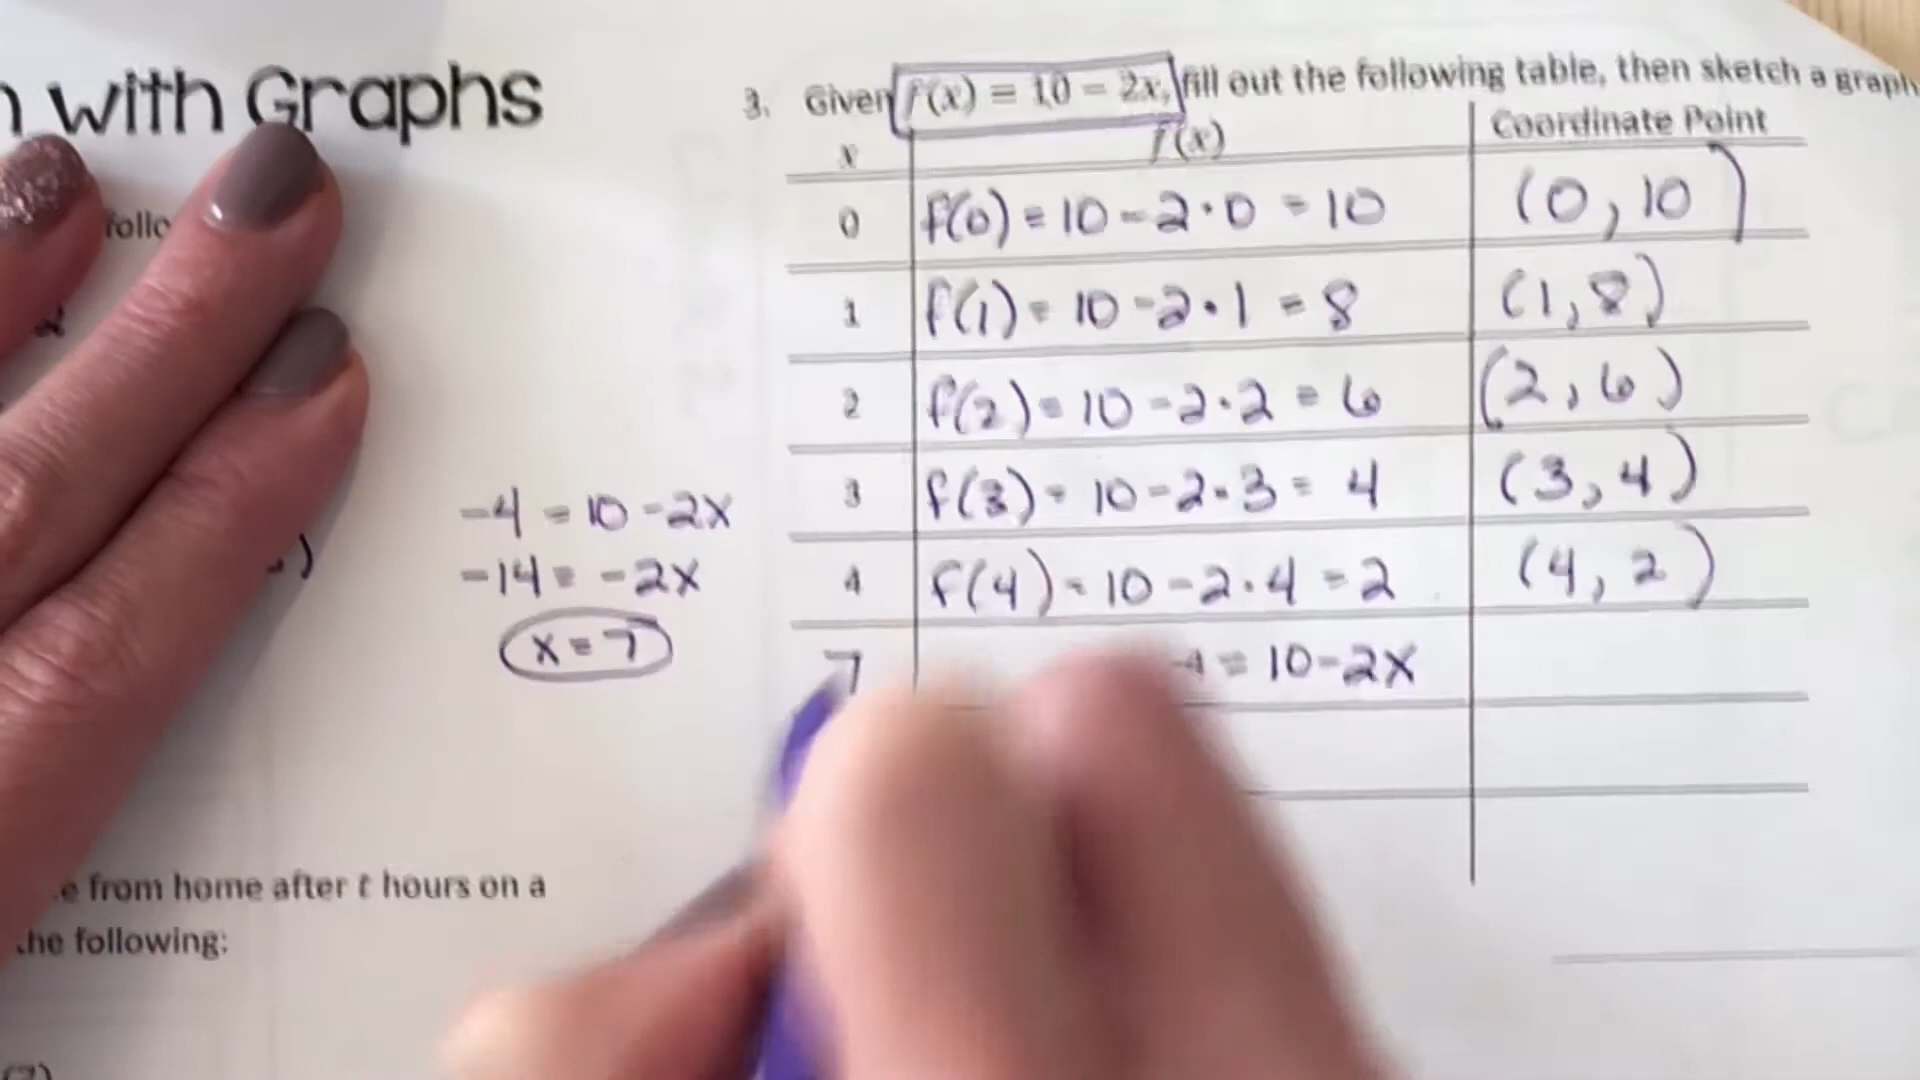 with Graphs
3. Given f(x) = 10 - 2x, fill out the following table, then sketch a graph
x f(x) Coordinate Point
0 f(0) = 10 - 2 · 0 = 10 (0, 10)
1 f(1) = 10 - 2 · 1 = 8 (1, 8)
2 f(2) = 10 - 2 · 2 = 6 (2, 6)
3 f(3) = 10 - 2 · 3 = 4 (3, 4)
4 f(4) = 10 - 2 · 4 = 2 (4, 2)
7 -4 = 10 - 2x
-4 = 10 - 2x
-14 = -2x
x = 7
from home after t hours on a
the following: